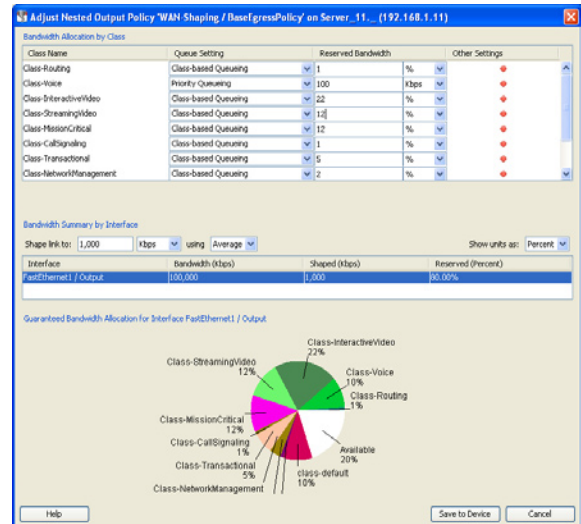 Adjust Nested Output Policy 'WAN-Shaping / BaseEgressPolicy' on Server_11._ (192.168.1.11)
Bandwidth Allocation by Class
Class Name Queue Setting Reserved Bandwidth Other Settings
Class-Routing Class-based Queueing 1 %
Class-Voice Priority Queueing 100 Kbps
Class-InteractiveVideo Class-based Queueing 22 %
Class-StreamingVideo Class-based Queueing 12 %
Class-MissionCritical Class-based Queueing 12 %
Class-CallSignaling Class-based Queueing 1 %
Class-Transactional Class-based Queueing 5 %
Class-NetworkManagement Class-based Queueing 2 %
Bandwidth Summary by Interface
Shape link to: 1,000 Kbps using Average Show units as: Percent
Interface Bandwidth (Kbps) Shaped (Kbps) Reserved (Percent)
FastEthernet1 / Output 100,000 1,000 80.00%
Guaranteed Bandwidth Allocation for Interface FastEthernet1 / Output
Class-InteractiveVideo
22%
Class-StreamingVideo
12%
Class-Voice
10%
Class-Routing
1%
Class-MissionCritical
12%
Class-CallSignaling
1%
Available
20%
Class-Transactional
5%
class-default
10%
Class-NetworkManagement
Help Save to Device Cancel